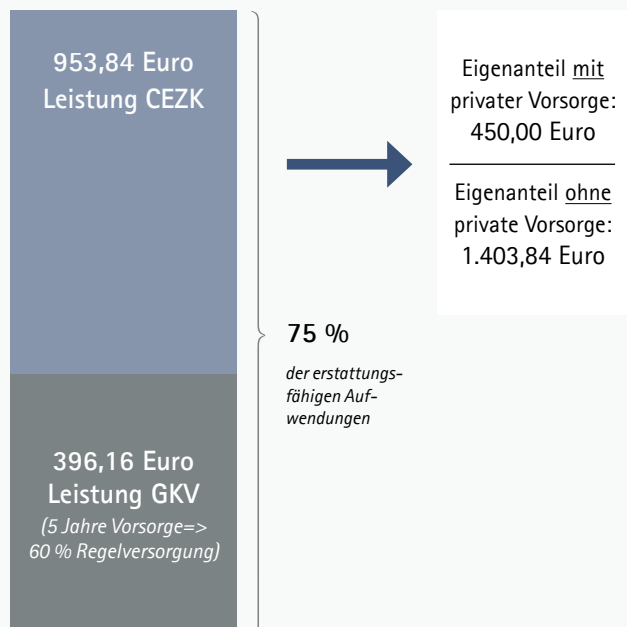 953,84 Euro
Leistung CEZK
Eigenanteil mit
privater Vorsorge:
450,00 Euro
Eigenanteil ohne
private Vorsorge:
1.403,84 Euro
75 %
der erstattungs-
fähigen Auf-
wendungen
396,16 Euro
Leistung GKV
(5 Jahre Vorsorge=>
60 % Regelversorgung)